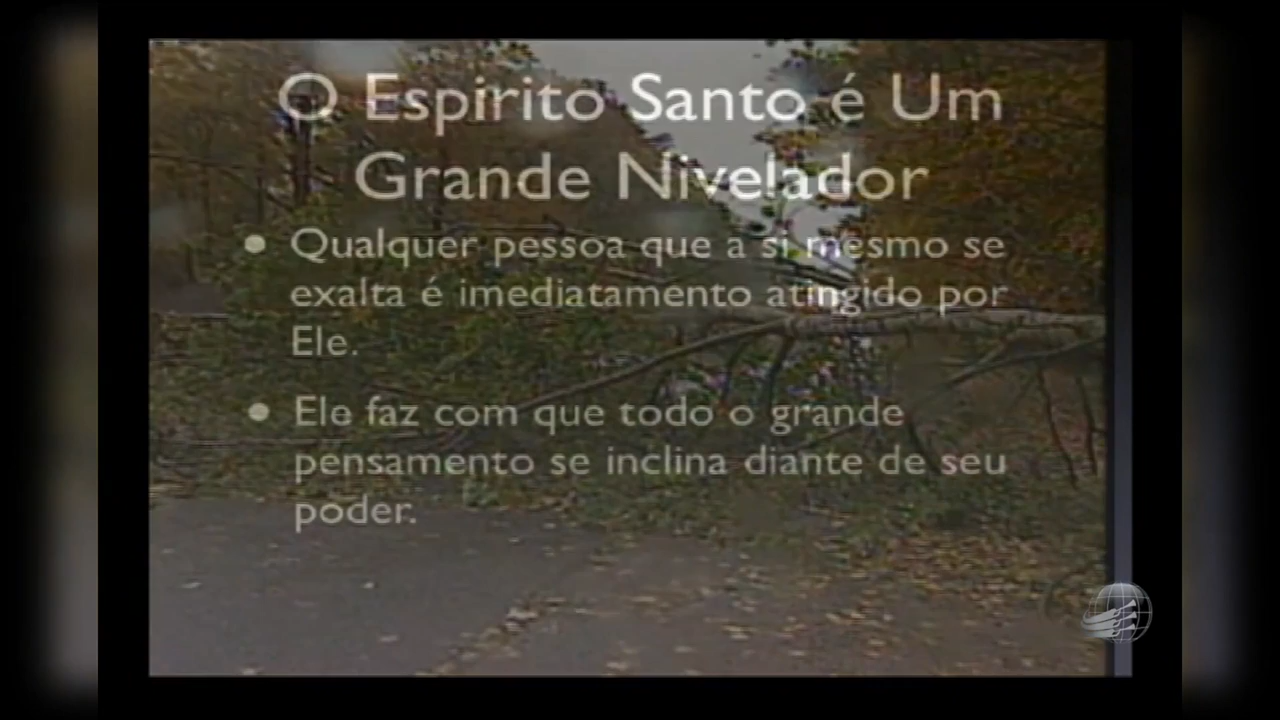 O Espirito Santo é Um
Grande Nivelador
• Qualquer pessoa que a si mesmo se
exalta é imediatamento atingido por
Ele.
• Ele faz com que todo o grande
pensamento se inclina diante de seu
poder.